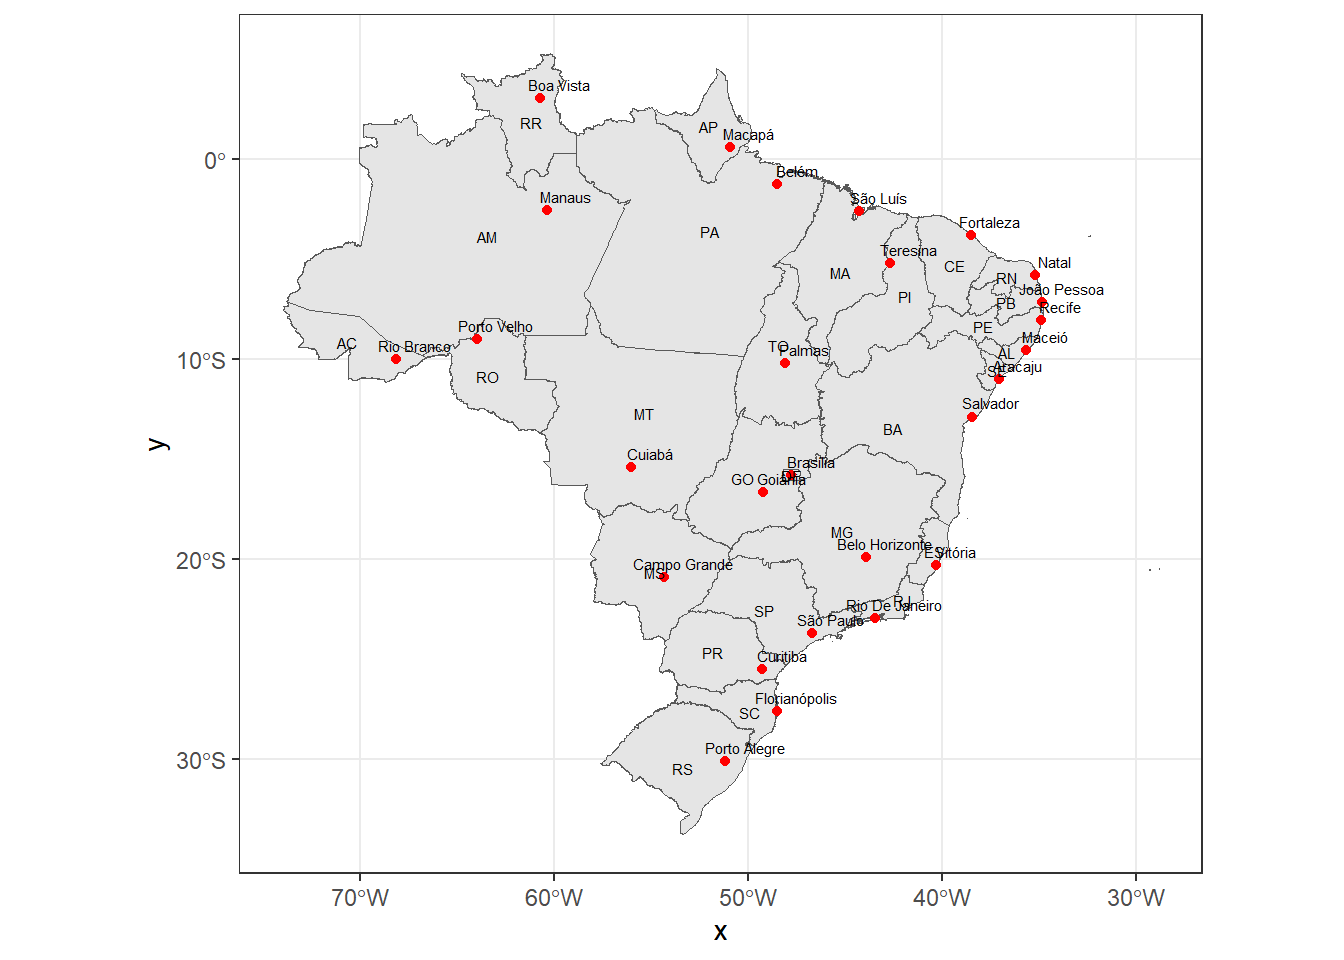 Boa Vista
RR
AP
Macapá
0°
Belém
Manaus
São Luís
Fortaleza
PA
AM
Teresina
Natal
CE
MA
RN
João Pessoa
PI
PB
Recife
Porto Velho
PE
Maceió
AC
Rio Branco
TO
Palmas
AL
10°S
Aracaju
SE
RO
Salvador
MT
BA
y
Cuiabá
Brasília
DF
GO
Goiânia
MG
Belo Horizonte
ES
Vitória
20°S
Campo Grande
MS
RJ
Rio De Janeiro
SP
São Paulo
PR
Curitiba
Florianópolis
SC
Porto Alegre
30°S
RS
70°W 60°W 50°W 40°W 30°W
x